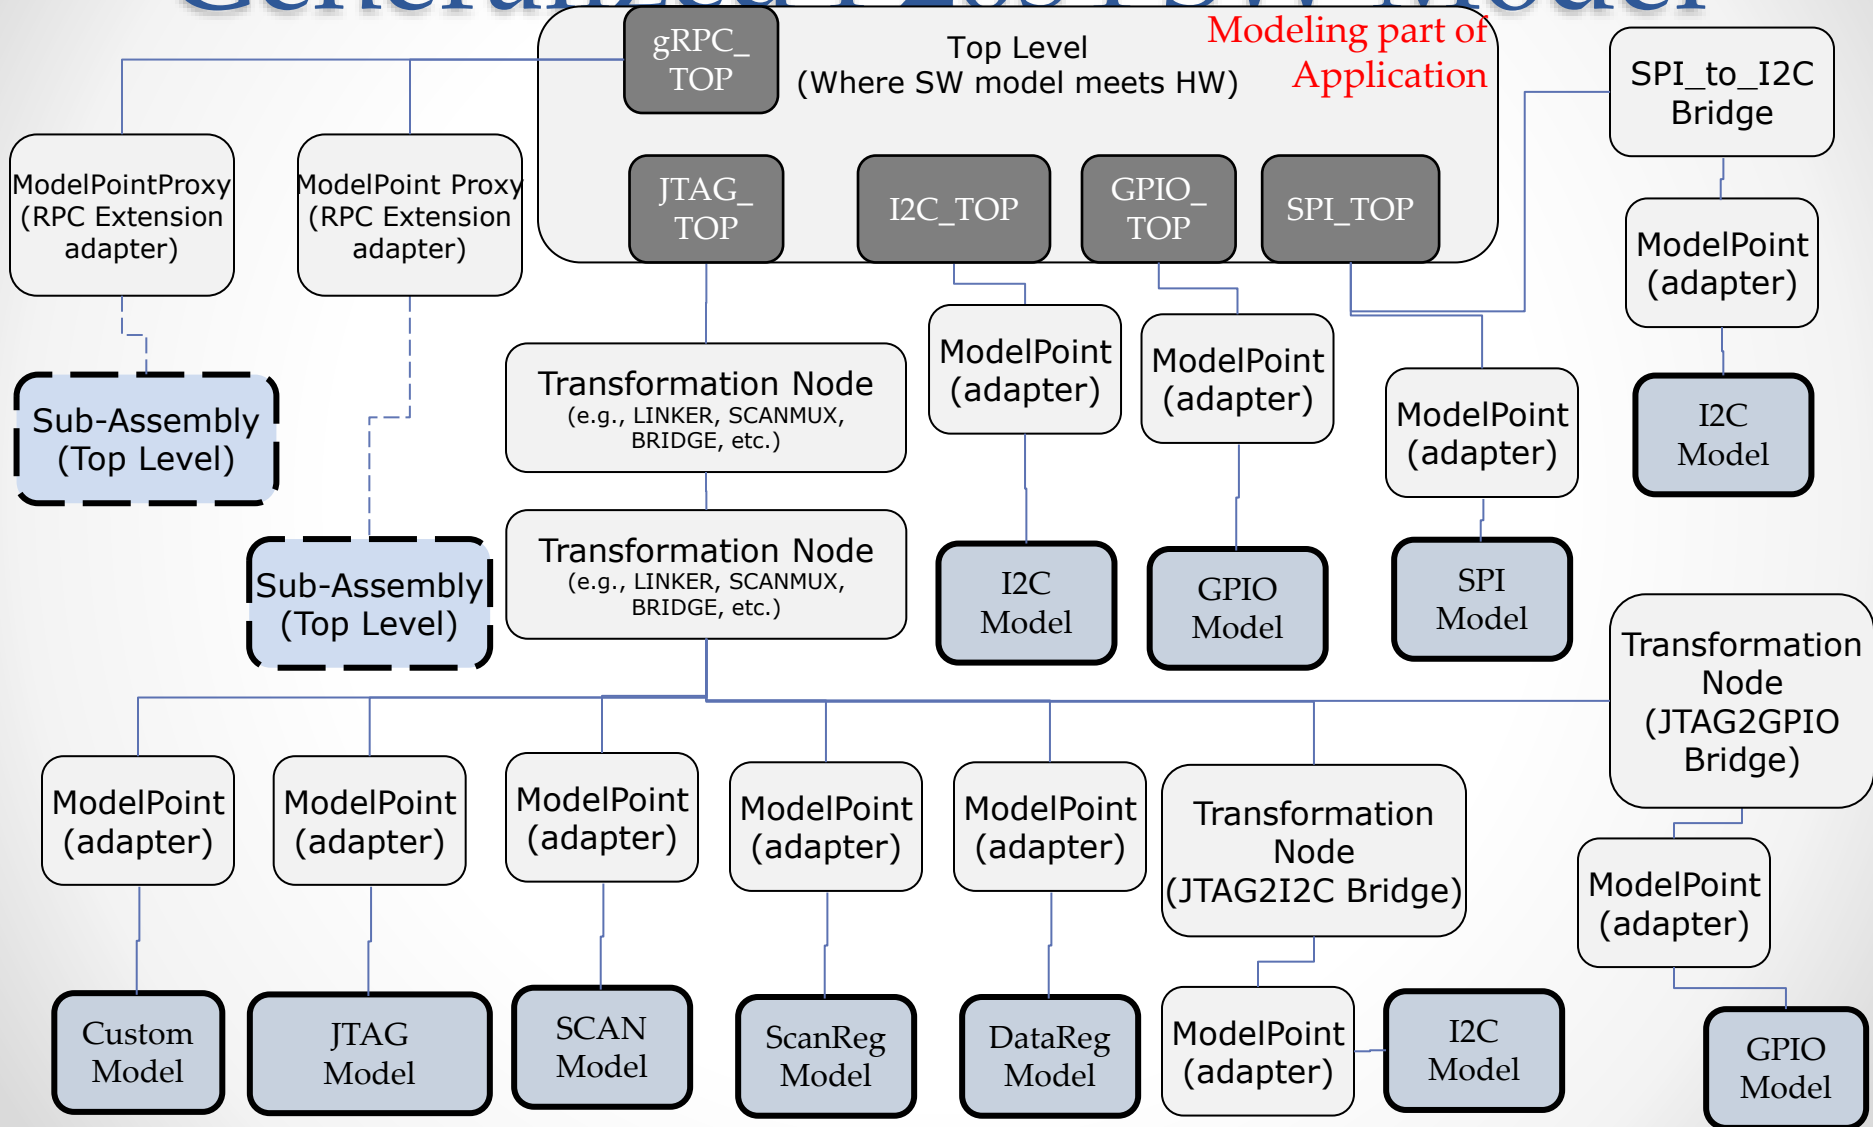 Generalized
SW Model
gRPC_
TOP
Top Level
(Where SW model meets HW)
Modeling part of
Application
JTAG_
TOP
I2C_TOP
GPIO_
TOP
SPI_TOP
SPI_to_I2C
Bridge
ModelPointProxy
(RPC Extension
adapter)
ModelPoint Proxy
(RPC Extension
adapter)
ModelPoint
(adapter)
I2C
Model
Sub-Assembly
(Top Level)
Sub-Assembly
(Top Level)
Transformation Node
(e.g., LINKER, SCANMUX,
BRIDGE, etc.)
Transformation Node
(e.g., LINKER, SCANMUX,
BRIDGE, etc.)
ModelPoint
(adapter)
I2C
Model
ModelPoint
(adapter)
GPIO
Model
ModelPoint
(adapter)
SPI
Model
Transformation
Node
(JTAG2GPIO
Bridge)
ModelPoint
(adapter)
GPIO
Model
ModelPoint
(adapter)
Custom
Model
ModelPoint
(adapter)
JTAG
Model
ModelPoint
(adapter)
SCAN
Model
ModelPoint
(adapter)
ScanReg
Model
ModelPoint
(adapter)
DataReg
Model
Transformation
Node
(JTAG2I2C Bridge)
ModelPoint
(adapter)
I2C
Model